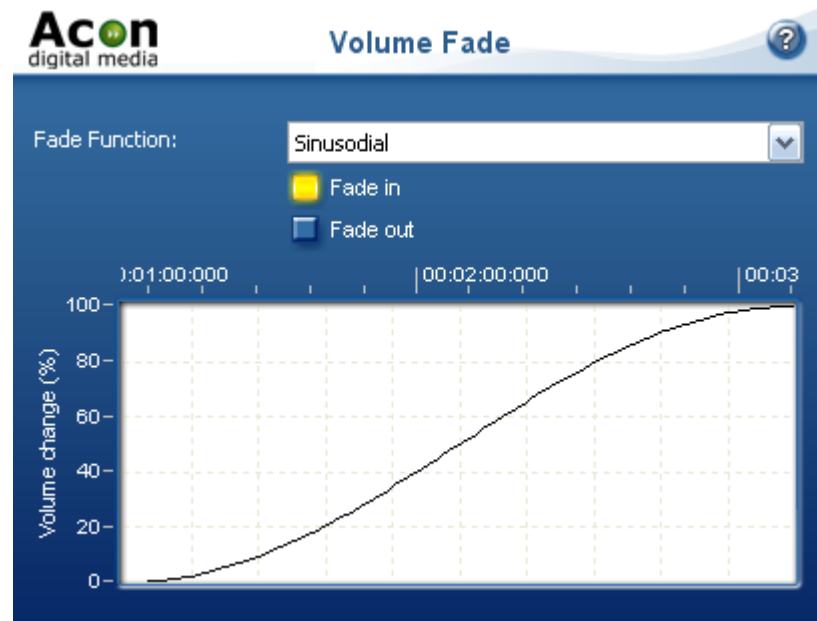 Acon
digital media
Volume Fade
?
Fade Function:
Sinusodial
Fade in
Fade out
):01:00:000 |00:02:00:000 |00:03
100
80
60
40
20
0
Volume change (%)